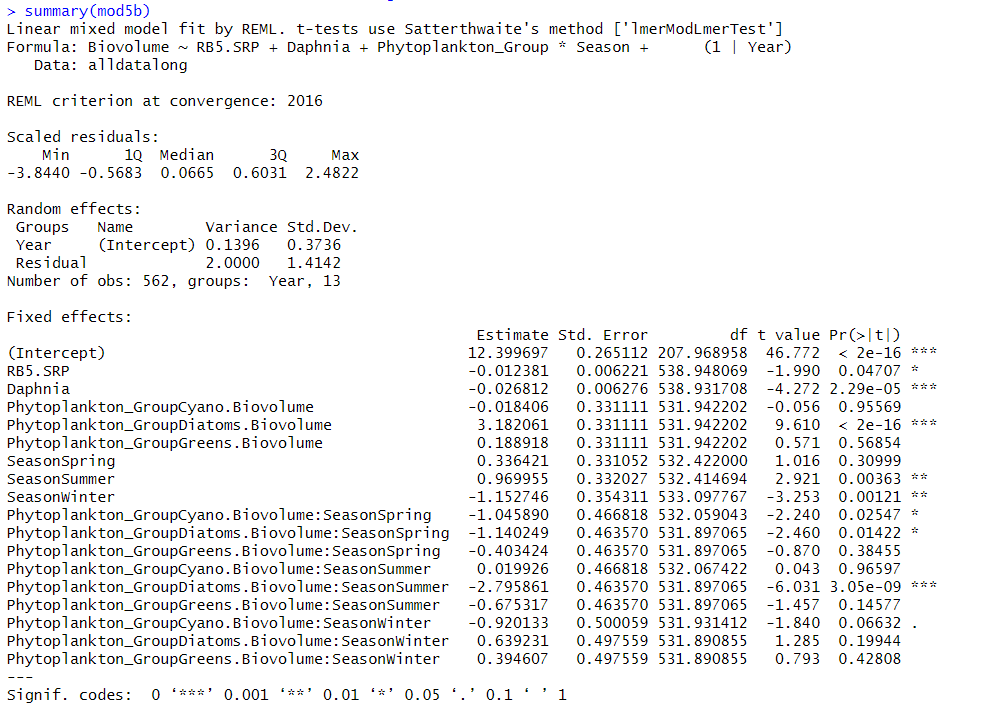 > summary(mod5b)
Linear mixed model fit by REML. t-tests use Satterthwaite's method ['lmerModLmerTest']
Formula: Biovolume ~ RB5.SRP + Daphnia + Phytoplankton_Group * Season +      (1 | Year)
   Data: alldatalong

REML criterion at convergence: 2016

Scaled residuals:
    Min      1Q  Median      3Q     Max
-3.8440 -0.5683  0.0665  0.6031  2.4822

Random effects:
 Groups   Name        Variance Std.Dev.
 Year     (Intercept) 0.1396   0.3736
 Residual             2.0000   1.4142
Number of obs: 562, groups:  Year, 13

Fixed effects:
                                                Estimate Std. Error         df t value Pr(>|t|)
(Intercept)                                    12.399697   0.265112 207.968958  46.772  < 2e-16 ***
RB5.SRP                                        -0.012381   0.006221 538.948069  -1.990  0.04707 *
Daphnia                                        -0.026812   0.006276 538.931708  -4.272 2.29e-05 ***
Phytoplankton_GroupCyano.Biovolume             -0.018406   0.331111 531.942202  -0.056  0.95569
Phytoplankton_GroupDiatoms.Biovolume            3.182061   0.331111 531.942202   9.610  < 2e-16 ***
Phytoplankton_GroupGreens.Biovolume             0.188918   0.331111 531.942202   0.571  0.56854
SeasonSpring                                    0.336421   0.331052 532.422000   1.016  0.30999
SeasonSummer                                    0.969955   0.332027 532.414694   2.921  0.00363 **
SeasonWinter                                   -1.152746   0.354311 533.097767  -3.253  0.00121 **
Phytoplankton_GroupCyano.Biovolume:SeasonSpring   -1.045890   0.466818 532.059043  -2.240  0.02547 *
Phytoplankton_GroupDiatoms.Biovolume:SeasonSpring -1.140249   0.463570 531.897065  -2.460  0.01422 *
Phytoplankton_GroupGreens.Biovolume:SeasonSpring  -0.403424   0.463570 531.897065  -0.870  0.38455
Phytoplankton_GroupCyano.Biovolume:SeasonSummer    0.019926   0.466818 532.067422   0.043  0.96597
Phytoplankton_GroupDiatoms.Biovolume:SeasonSummer -2.795861   0.463570 531.897065  -6.031 3.05e-09 ***
Phytoplankton_GroupGreens.Biovolume:SeasonSummer  -0.675317   0.463570 531.897065  -1.457  0.14577
Phytoplankton_GroupCyano.Biovolume:SeasonWinter   -0.920133   0.500059 531.931412  -1.840  0.06632 .
Phytoplankton_GroupDiatoms.Biovolume:SeasonWinter  0.639231   0.497559 531.890855   1.285  0.19944
Phytoplankton_GroupGreens.Biovolume:SeasonWinter   0.394607   0.497559 531.890855   0.793  0.42808
---
Signif. codes:  0 ‘***’ 0.001 ‘**’ 0.01 ‘*’ 0.05 ‘.’ 0.1 ‘ ’ 1